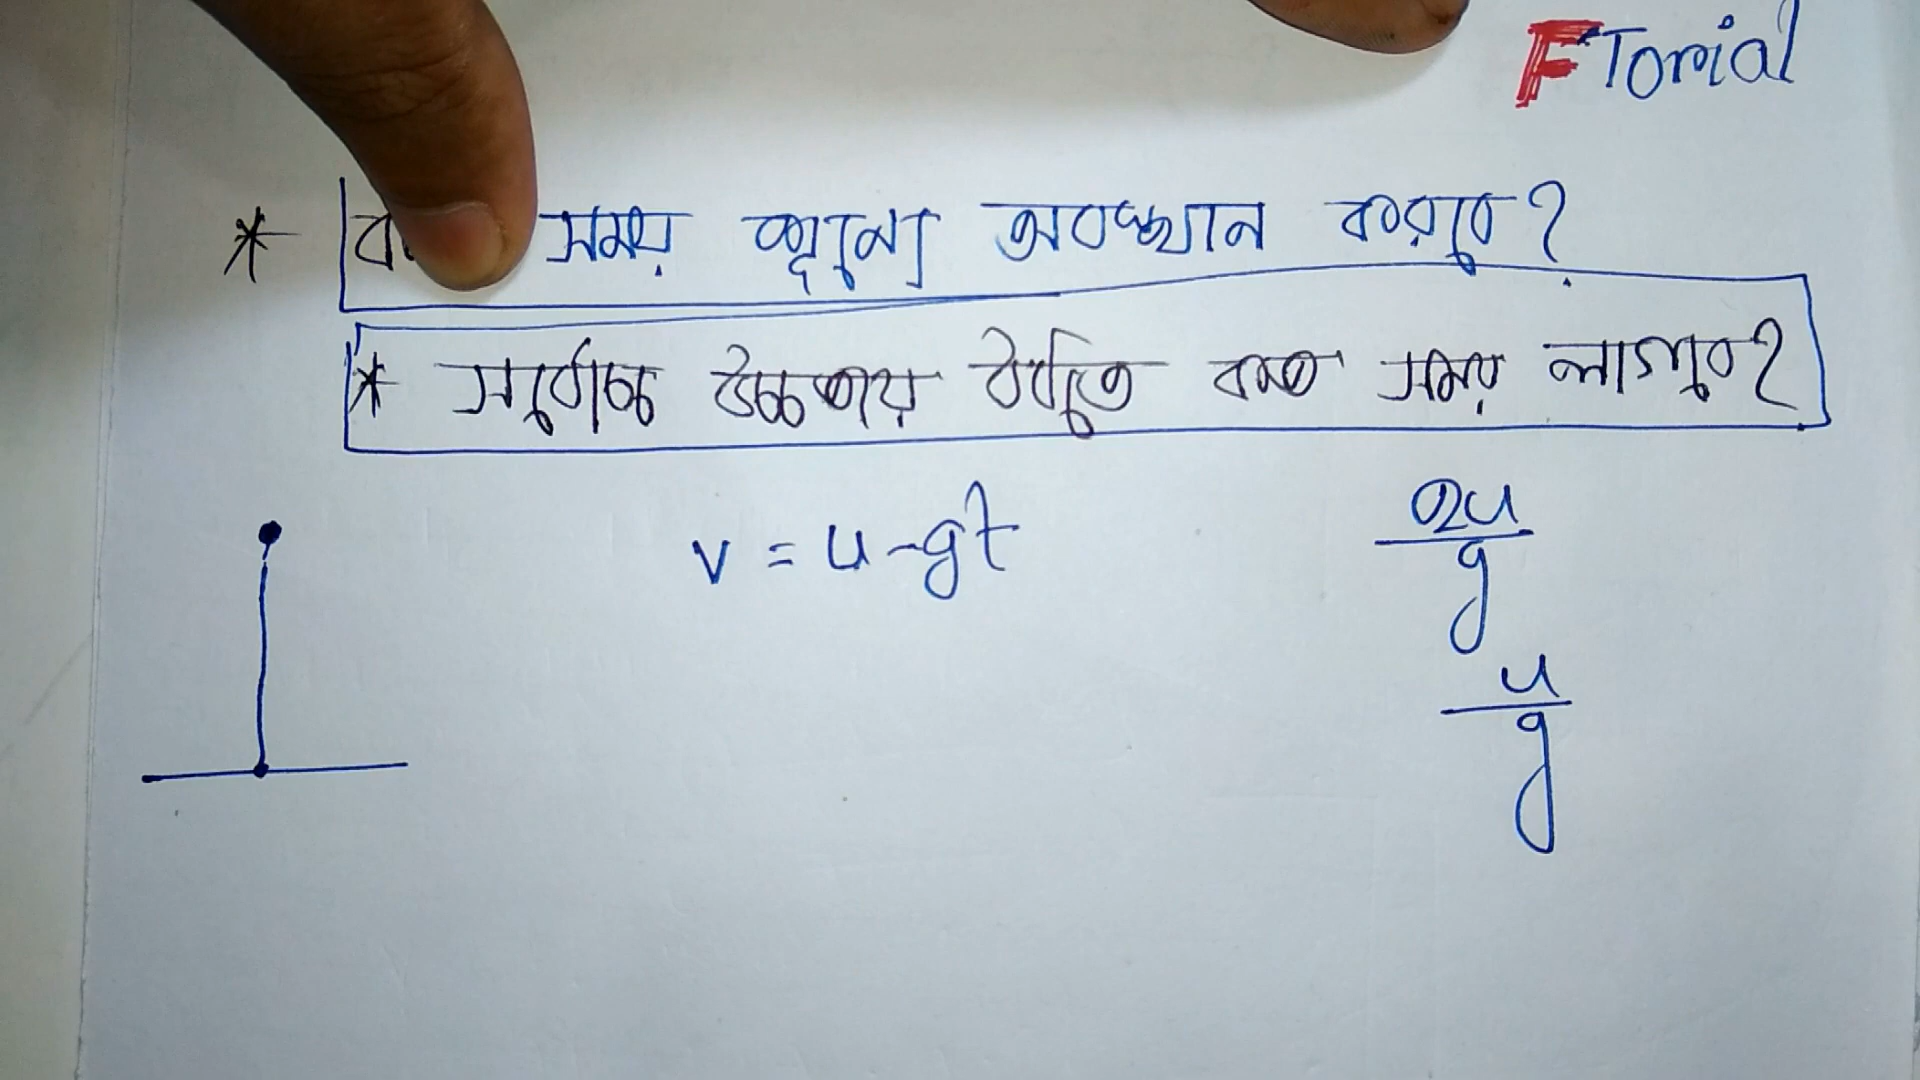 FTorial
* সময় শূন্যে অবস্থান করবে?
* সর্বোচ্চ উচ্চতায় উঠতে কত সময় লাগবে?
v = u - gt
2u/g
u/g